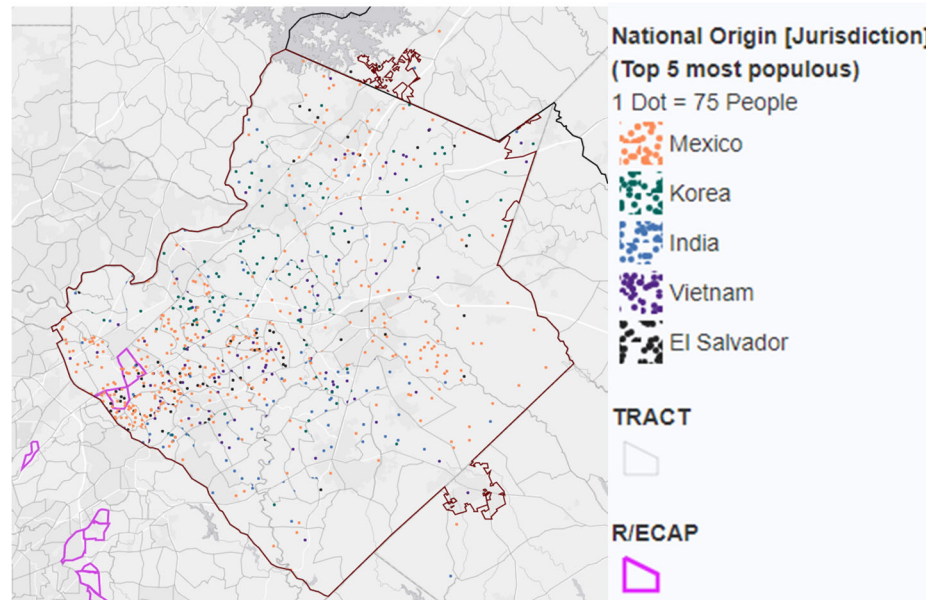 National Origin [Jurisdiction]
(Top 5 most populous)
1 Dot = 75 People
Mexico
Korea
India
Vietnam
El Salvador
TRACT
R/ECAP